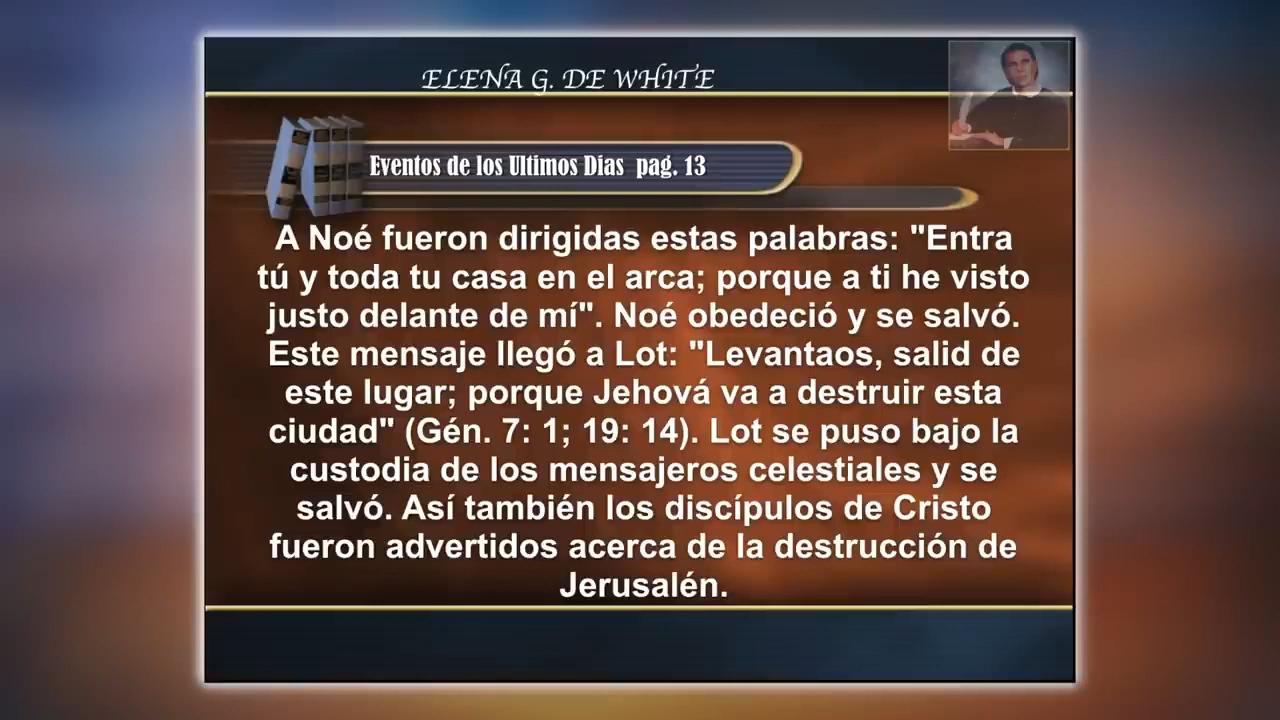 ELENA G. DE WHITE
Eventos de los Ultimos Dias pag. 13
A Noé fueron dirigidas estas palabras: "Entra
tú y toda tu casa en el arca; porque a ti he visto
justo delante de mí". Noé obedeció y se salvó.
Este mensaje llegó a Lot: "Levantaos, salid de
este lugar; porque Jehová va a destruir esta
ciudad" (Gén. 7: 1; 19: 14). Lot se puso bajo la
custodia de los mensajeros celestiales y se
salvó. Así también los discípulos de Cristo
fueron advertidos acerca de la destrucción de
Jerusalén.